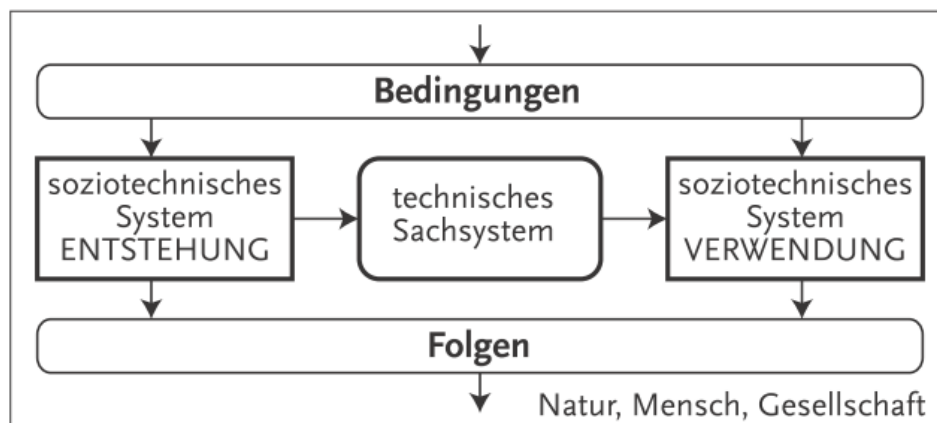 Bedingungen
soziotechnisches
System
ENTSTEHUNG
technisches
Sachsystem
soziotechnisches
System
VERWENDUNG
Folgen
Natur, Mensch, Gesellschaft